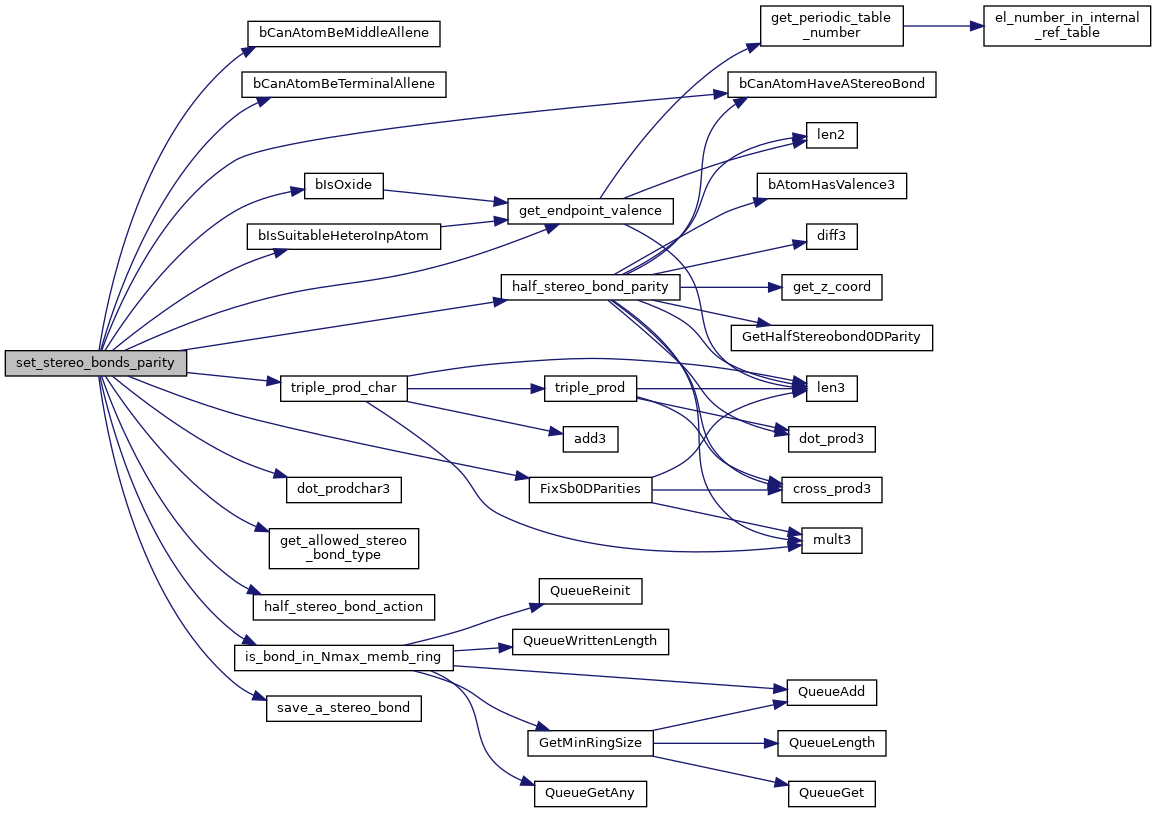 get_periodic_table
_number
el_number_in_internal
_ref_table
bCanAtomBeMiddleAllene
bCanAtomBeTerminalAllene
bCanAtomHaveAStereoBond
len2
bIsOxide
bAtomHasValence3
get_endpoint_valence
bIsSuitableHeteroInpAtom
diff3
half_stereo_bond_parity
get_z_coord
GetHalfStereobond0DParity
set_stereo_bonds_parity
triple_prod_char
triple_prod
len3
add3
dot_prod3
dot_prodchar3
FixSb0DParities
cross_prod3
get_allowed_stereo
_bond_type
mult3
half_stereo_bond_action
QueueReinit
QueueWrittenLength
is_bond_in_Nmax_memb_ring
save_a_stereo_bond
QueueAdd
GetMinRingSize
QueueLength
QueueGetAny
QueueGet